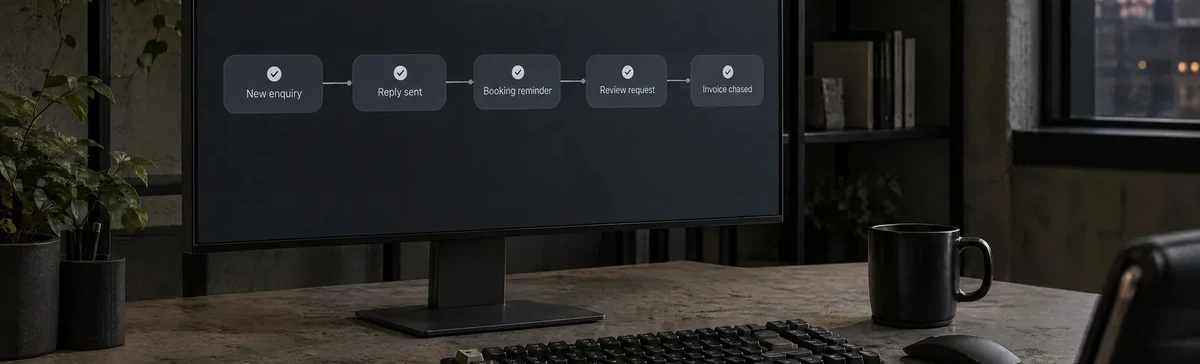 New enquiry
Reply sent
Booking reminder
Review request
Invoice chased